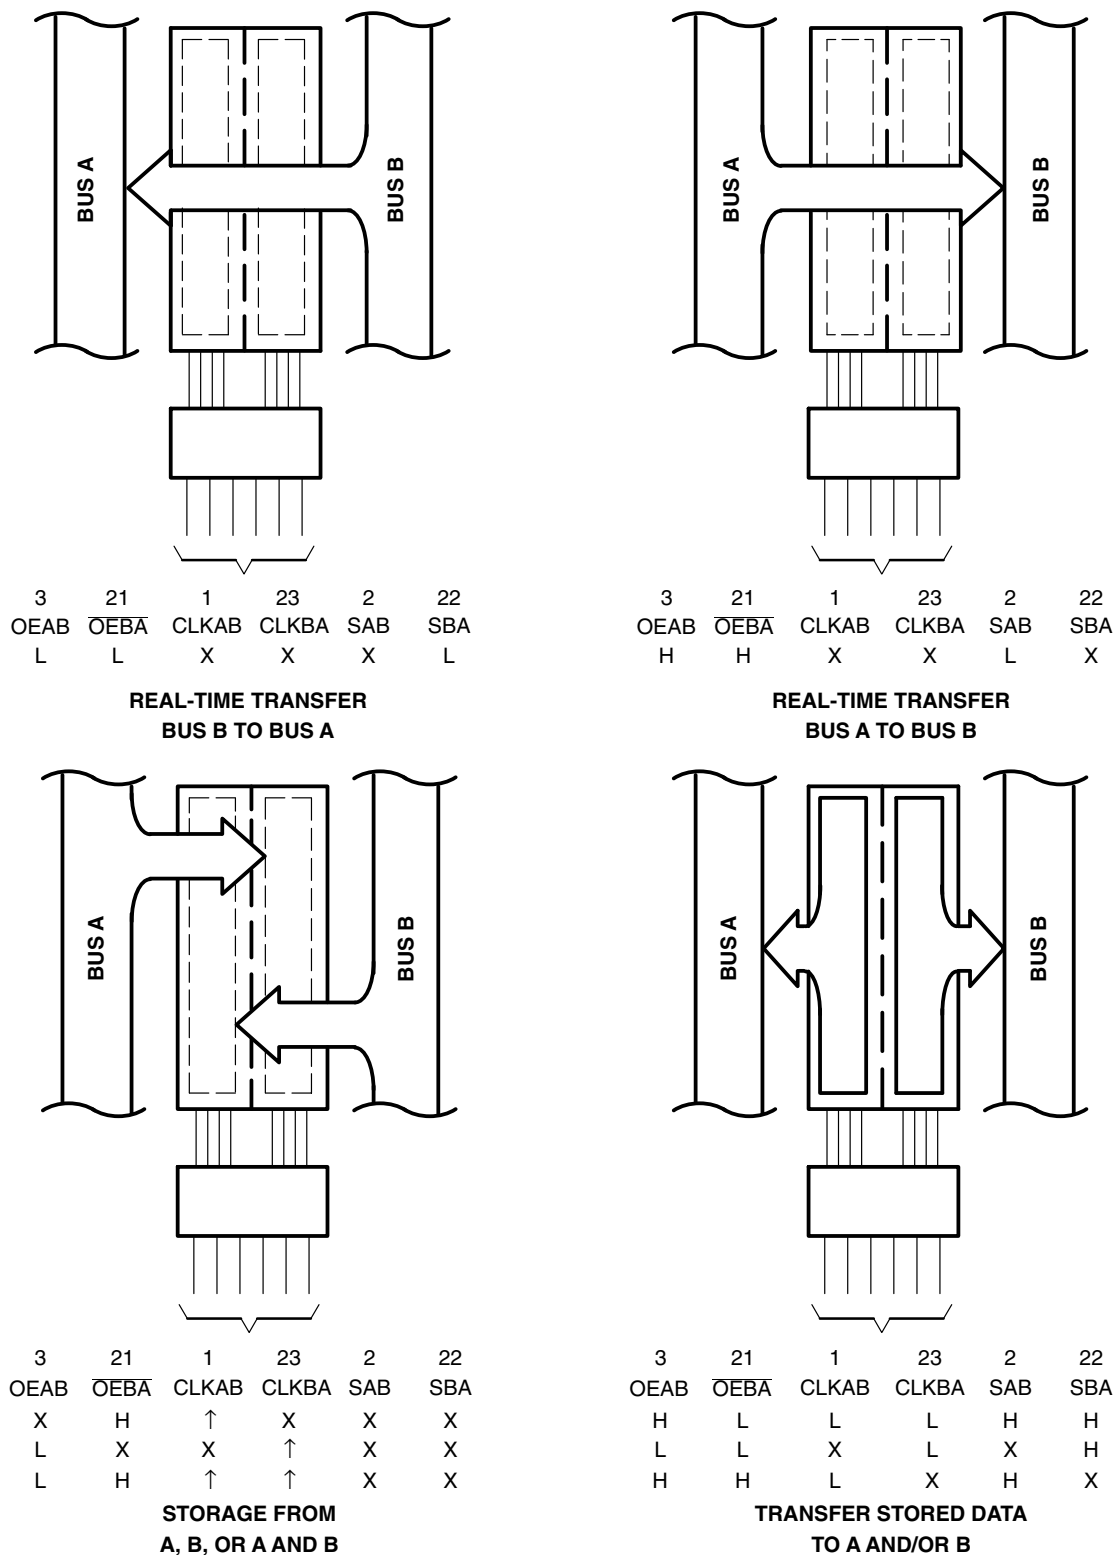 BUS A
BUS B
3 21 1 23 2 22
OEAB OEBA CLKAB CLKBA SAB SBA
L L X X X L
REAL-TIME TRANSFER
BUS B TO BUS A
BUS A
BUS B
3 21 1 23 2 22
OEAB OEBA CLKAB CLKBA SAB SBA
H H X X L X
REAL-TIME TRANSFER
BUS A TO BUS B
BUS A
BUS B
3 21 1 23 2 22
OEAB OEBA CLKAB CLKBA SAB SBA
X H ↑ X X X
L X X ↑ X X
L H ↑ ↑ X X
STORAGE FROM
A, B, OR A AND B
BUS A
BUS B
3 21 1 23 2 22
OEAB OEBA CLKAB CLKBA SAB SBA
H L L L H H
L L X L X H
H H L X H X
TRANSFER STORED DATA
TO A AND/OR B